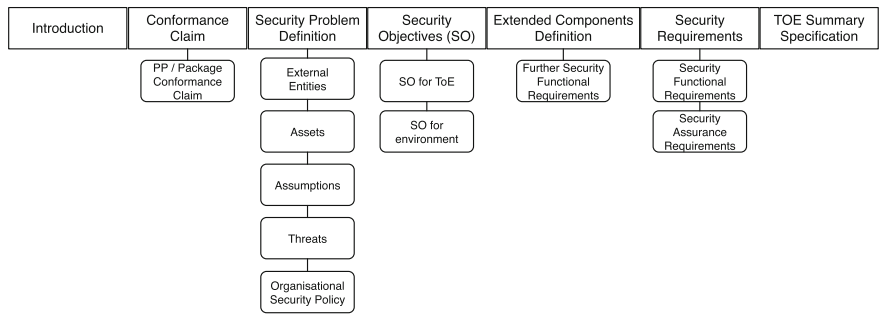 Introduction
Conformance
Claim
Security Problem
Definition
Security
Objectives (SO)
Extended Components
Definition
Security
Requirements
TOE Summary
Specification
PP / Package
Conformance
Claim
External
Entities
Assets
Assumptions
Threats
Organisational
Security Policy
SO for ToE
SO for
environment
Further Security
Functional
Requirements
Security
Functional
Requirements
Security
Assurance
Requirements